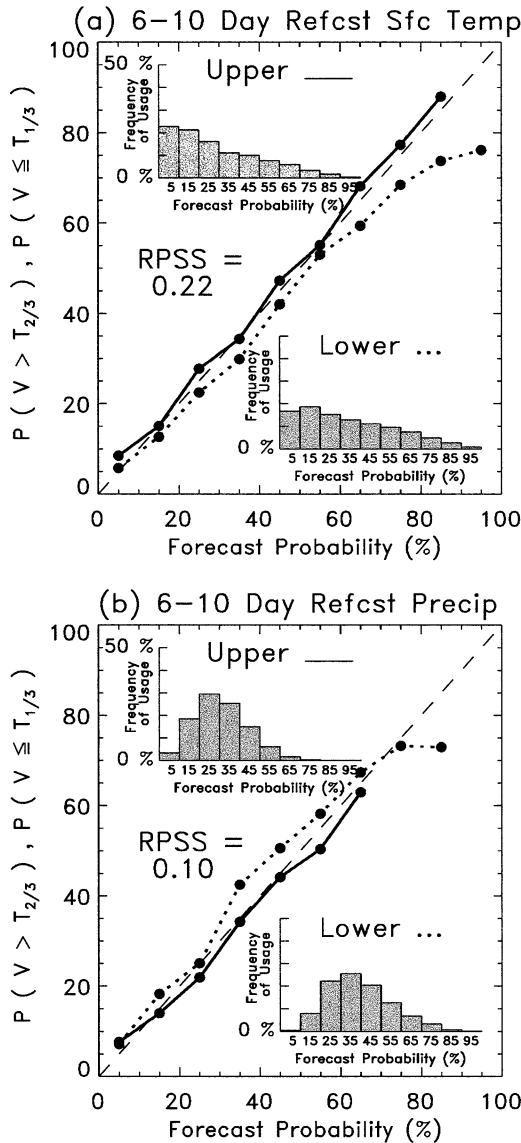 (a) 6-10 Day Refcst Sfc Temp
P ( V > T2/3 ) , P ( V ≦ T1/3 )
100
80
60
40
20
0
50 %
0 %
Frequency
of Usage
Upper
5 15 25 35 45 55 65 75 85 95
Forecast Probability (%)
RPSS =
0.22
Lower ...
Frequency
of Usage
0 %
5 15 25 35 45 55 65 75 85 95
Forecast Probability (%)
0 20 40 60 80 100
Forecast Probability (%)
(b) 6-10 Day Refcst Precip
P ( V > T2/3 ) , P ( V ≦ T1/3 )
100
80
60
40
20
0
50 %
0 %
Frequency
of Usage
Upper
5 15 25 35 45 55 65 75 85 95
Forecast Probability (%)
RPSS =
0.10
Lower ...
Frequency
of Usage
0 %
5 15 25 35 45 55 65 75 85 95
Forecast Probability (%)
0 20 40 60 80 100
Forecast Probability (%)